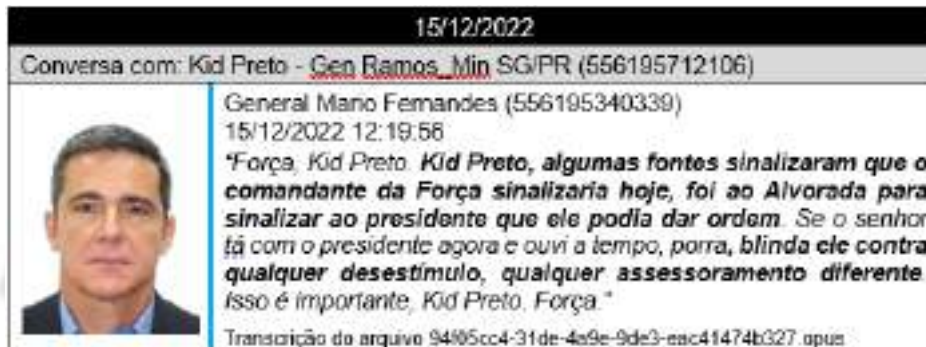 15/12/2022
Conversa com: Kid Preto - Gen Ramos_Min SG/PR (556195712106)
General Mario Fernandes (556195340339)
15/12/2022 12:19:56
"Força, Kid Preto. Kid Preto, algumas fontes sinalizaram que o
comandante da Força sinalizaria hoje, foi ao Alvorada para
sinalizar ao presidente que ele podia dar ordem. Se o senhor
tá com o presidente agora e ouvi a tempo, porra, blinda ele contra
qualquer desestímulo, qualquer assessoramento diferente.
Isso é importante, Kid Preto. Força."
Transcrição do arquivo 94f05cc4-31de-4a9e-9de3-eac41474b327.opus